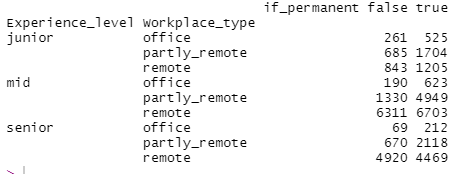 if_permanent false true
Experience_level Workplace_type
junior office 261 525
partly_remote 685 1704
remote 843 1205
mid office 190 623
partly_remote 1330 4949
remote 6311 6703
senior office 69 212
partly_remote 670 2118
remote 4920 4469
>